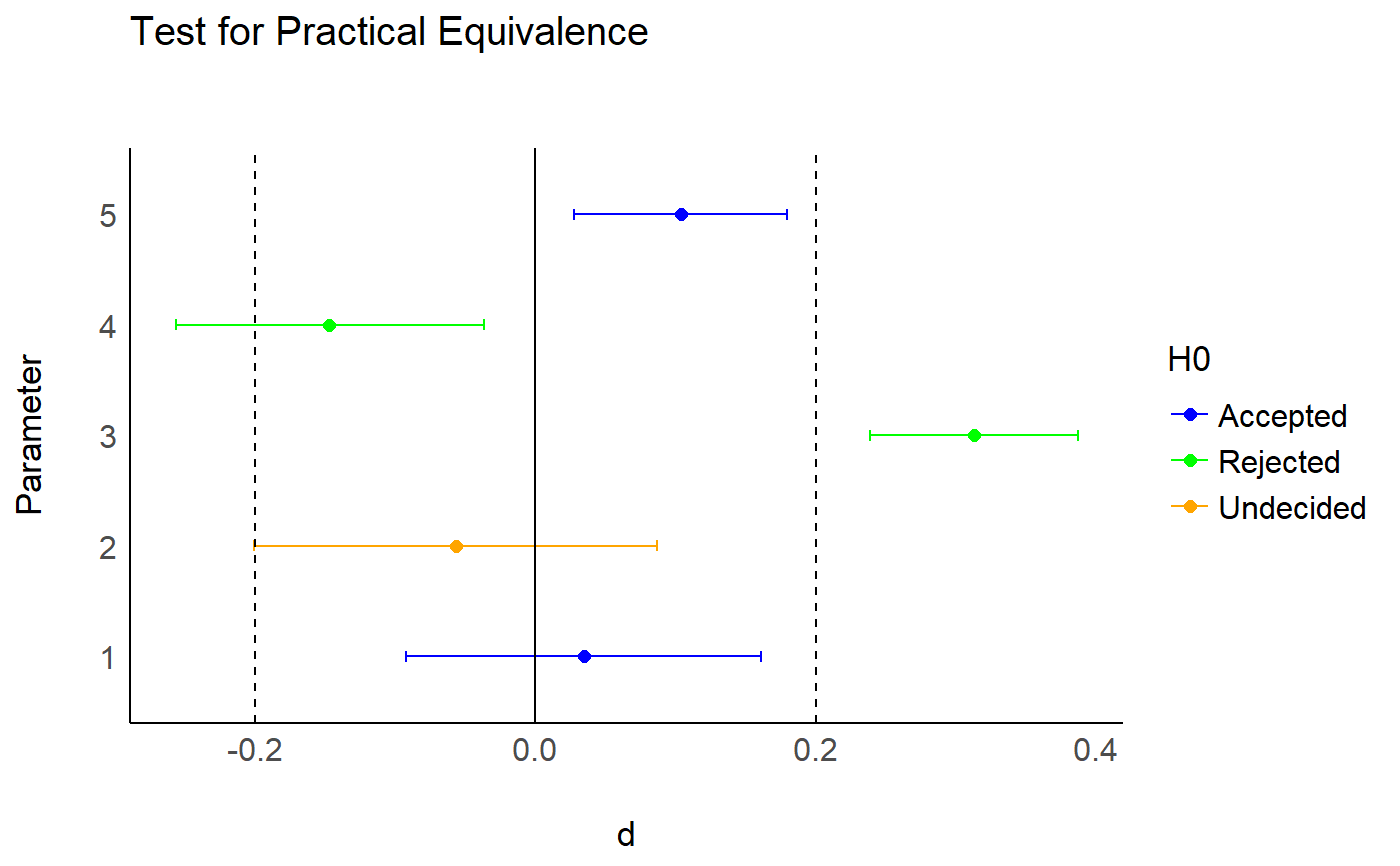 Test for Practical Equivalence
Parameter
5
4
3
2
1
-0.2
0.0
0.2
0.4
d
H0
Accepted
Rejected
Undecided